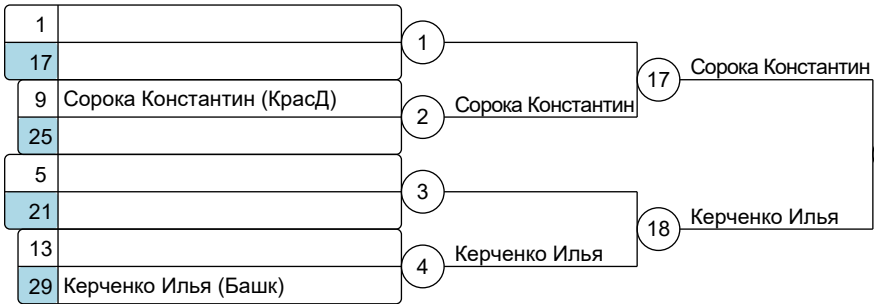 1
17
1
9 Сорока Константин (КрасД)
25
2 Сорока Константин
17 Сорока Константин
5
21
3
13
29 Керченко Илья (Башк)
4 Керченко Илья
18 Керченко Илья